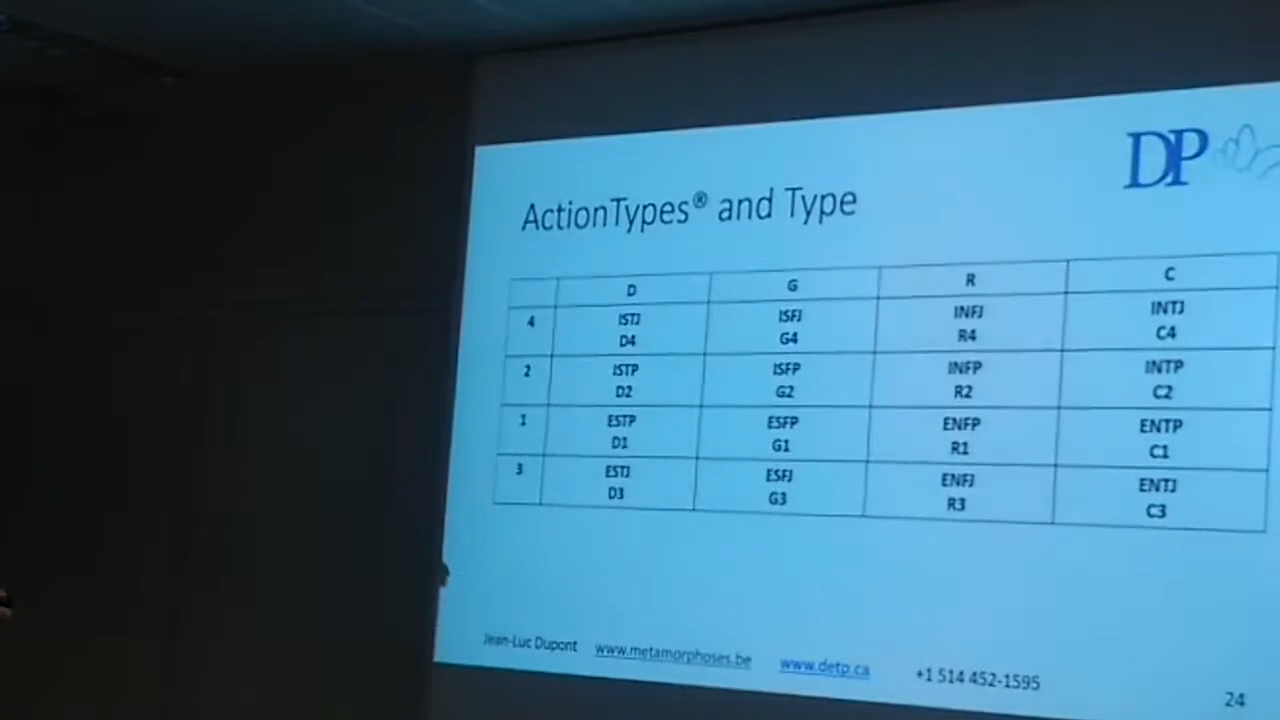 DP
ActionTypes® and Type
D G R C
4 ISTJ ISFJ INFJ INTJ
D4 G4 R4 C4
2 ISTP ISFP INFP INTP
D2 G2 R2 C2
1 ESTP ESFP ENFP ENTP
D1 G1 R1 C1
3 ESTJ ESFJ ENFJ ENTJ
D3 G3 R3 C3
Jean-Luc Dupont www.metamorphoses.be www.detp.ca +1 514 452-1595
24